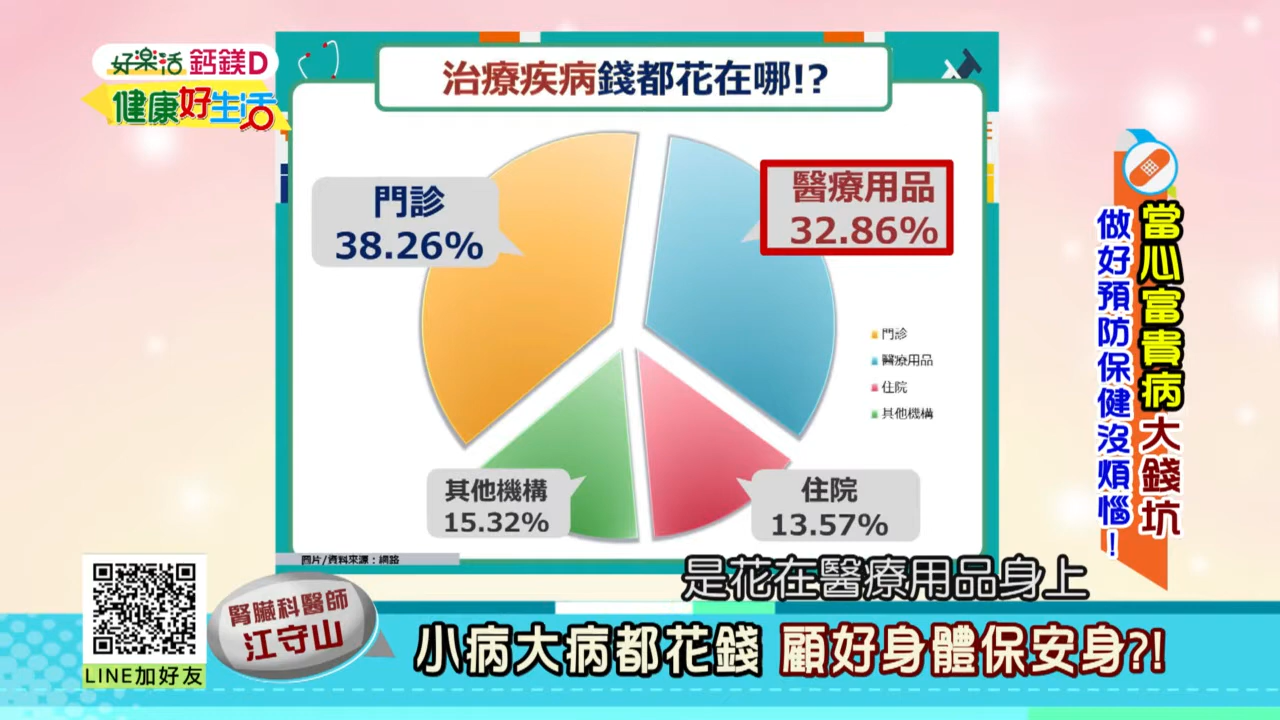 好樂活 鈣鎂D
健康好生活
治療疾病錢都花在哪!?
門診
38.26%
醫療用品
32.86%
門診
醫療用品
住院
其他機構
其他機構
15.32%
住院
13.57%
圖片/資料來源：網路
當心富貴病大錢坑
做好預防保健沒煩惱！
是花在醫療用品身上
腎臟科醫師
江守山
小病大病都花錢 顧好身體保安身?!
LINE加好友